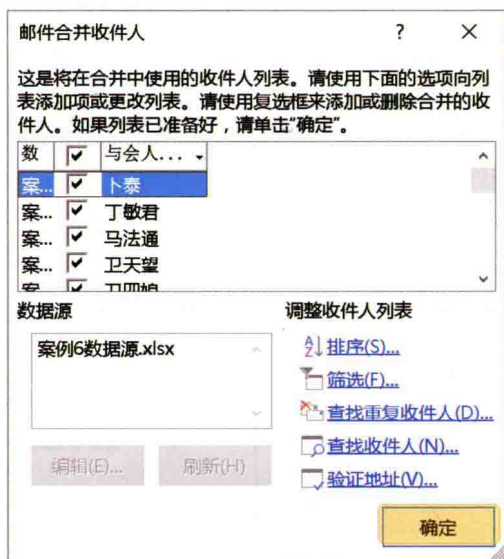 邮件合并收件人 ? ×
这是将在合并中使用的收件人列表。请使用下面的选项向列
表添加项或更改列表。请使用复选框来添加或删除合并的收
件人。如果列表已准备好，请单击“确定”。
数 与会人...
案... 卜泰
案... 丁敏君
案... 马法通
案... 卫天望
数据源
案例6数据源.xlsx
编辑(E)... 刷新(H)
调整收件人列表
排序(S)...
筛选(F)...
查找重复收件人(D)...
查找收件人(N)...
验证地址(V)...
确定